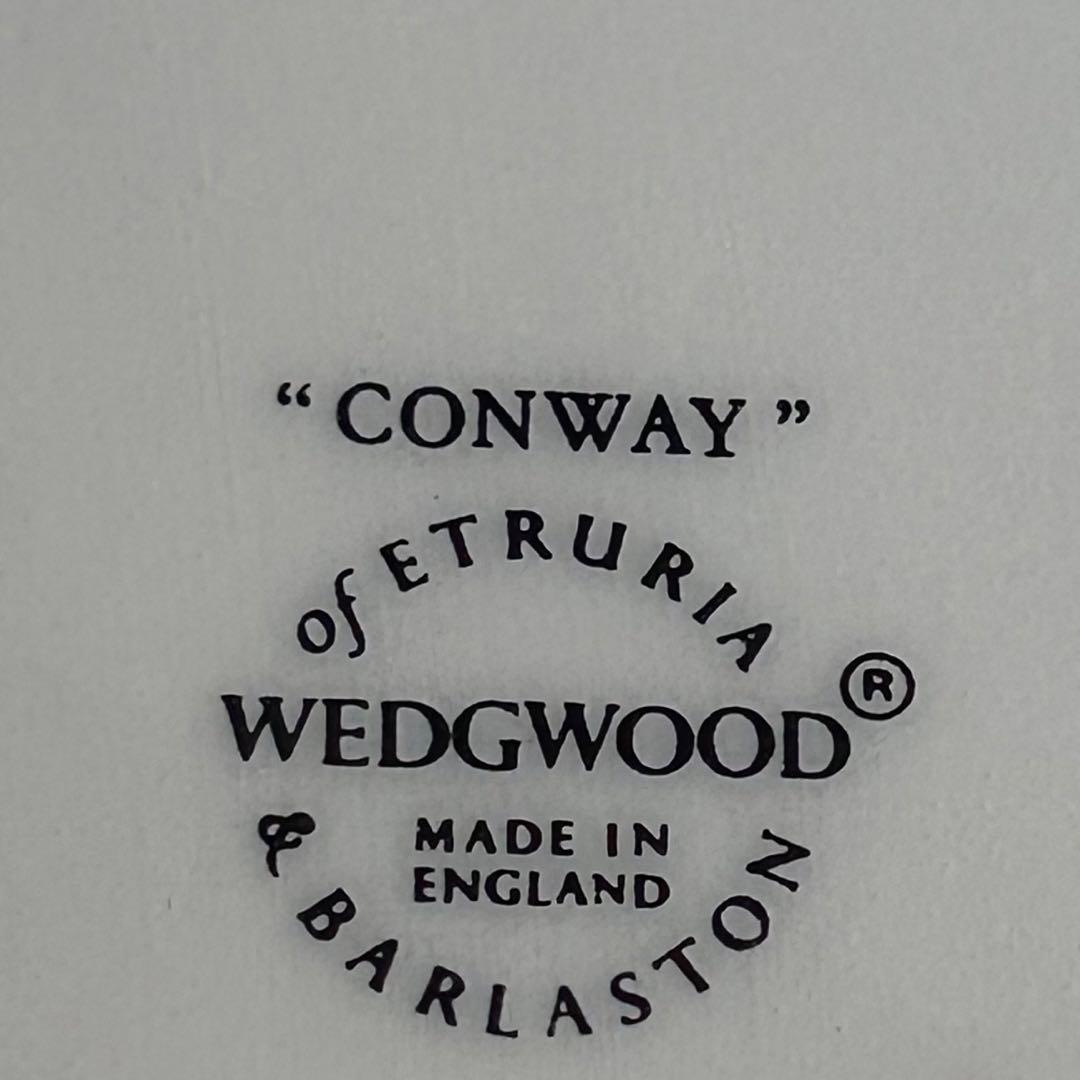 “ CONWAY ”
of ETRURIA
WEDGWOOD®
MADE IN
ENGLAND
& BARLASTON